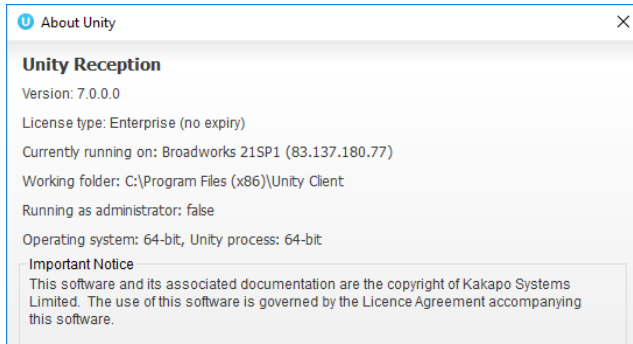 About Unity
Unity Reception
Version: 7.0.0.0
License type: Enterprise (no expiry)
Currently running on: Broadworks 21SP1 (83.137.180.77)
Working folder: C:\Program Files (x86)\Unity Client
Running as administrator: false
Operating system: 64-bit, Unity process: 64-bit
Important Notice
This software and its associated documentation are the copyright of Kakapo Systems
Limited. The use of this software is governed by the Licence Agreement accompanying
this software.